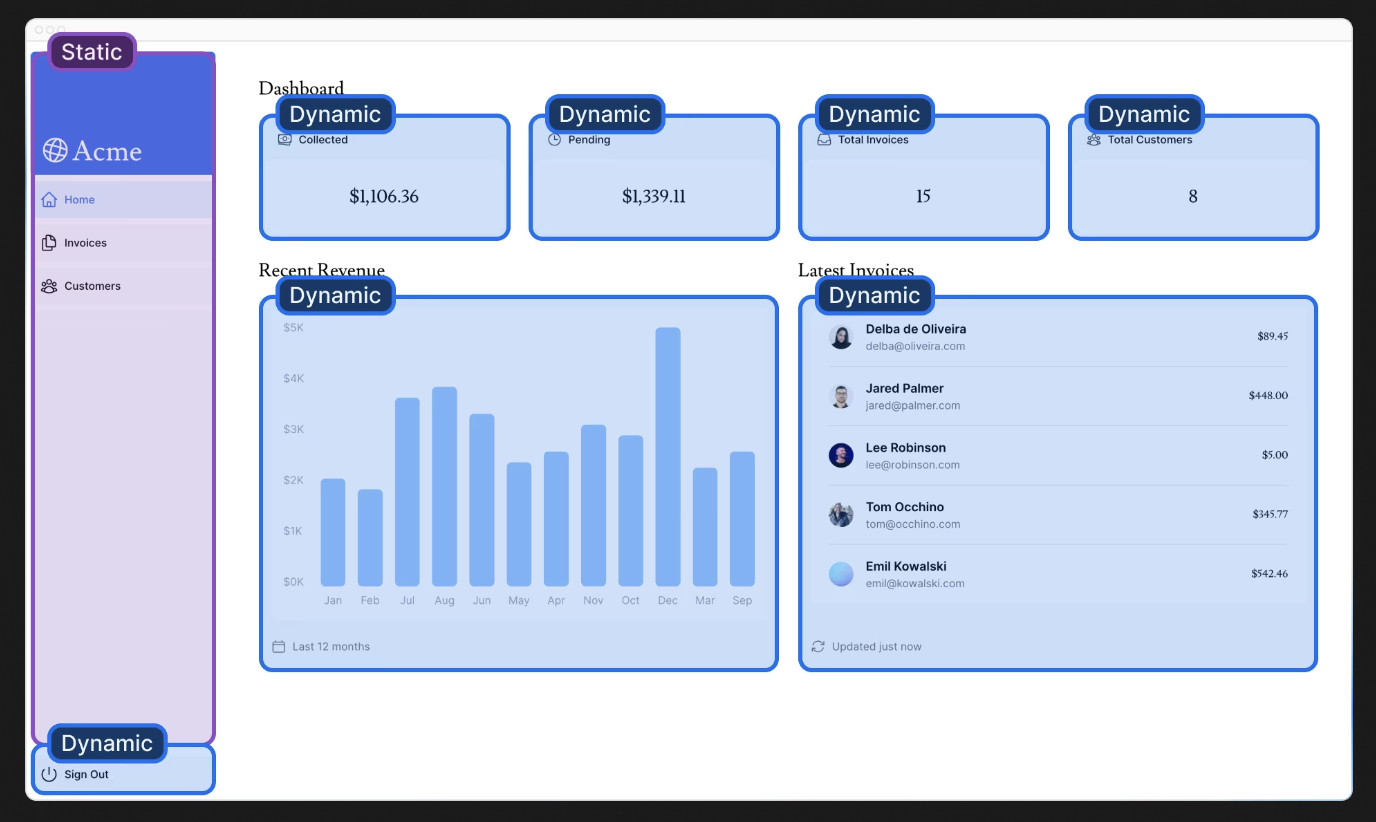 Static
Acme
Home
Invoices
Customers
Dynamic
Sign Out
Dashboard
Dynamic
Collected
$1,106.36
Dynamic
Pending
$1,339.11
Dynamic
Total Invoices
15
Dynamic
Total Customers
8
Recent Revenue
Dynamic
$5K
$4K
$3K
$2K
$1K
$0K
Jan Feb Jul Aug Jun May Apr Nov Oct Dec Mar Sep
Last 12 months
Latest Invoices
Dynamic
Delba de Oliveira
delba@oliveira.com
$89.45
Jared Palmer
jared@palmer.com
$448.00
Lee Robinson
lee@robinson.com
$5.00
Tom Occhino
tom@occhino.com
$345.77
Emil Kowalski
emil@kowalski.com
$542.46
Updated just now